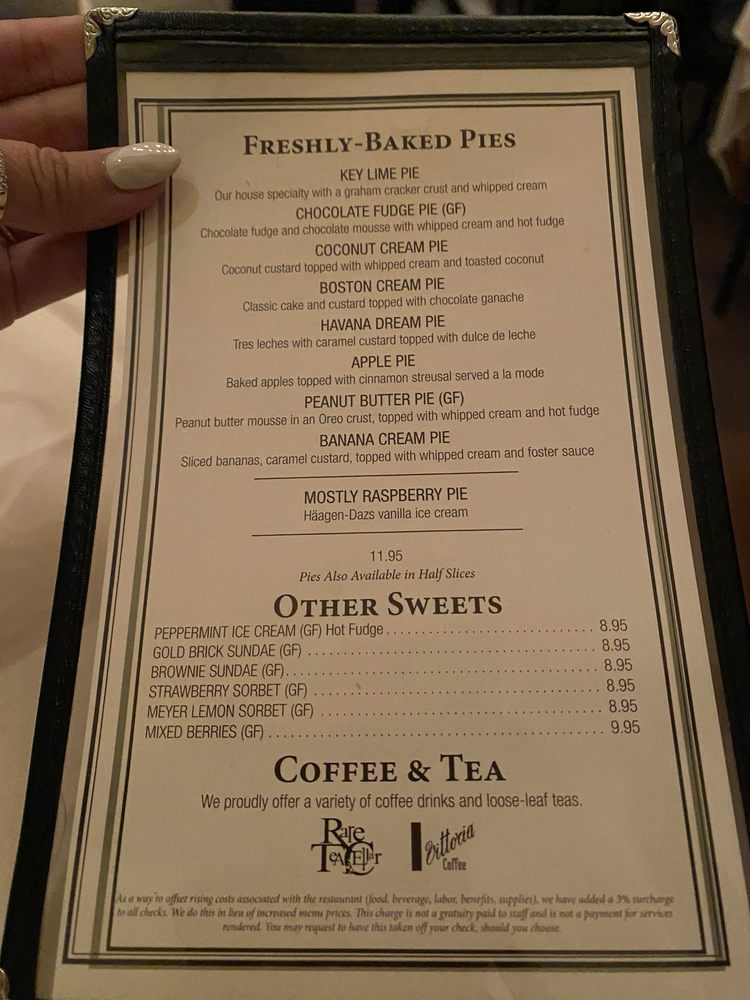 FRESHLY-BAKED PIES
KEY LIME PIE
Our house specialty with a graham cracker crust and whipped cream
CHOCOLATE FUDGE PIE (GF)
Chocolate fudge and chocolate mousse with whipped cream and hot fudge
COCONUT CREAM PIE
Coconut custard topped with whipped cream and toasted coconut
BOSTON CREAM PIE
Classic cake and custard topped with chocolate ganache
HAVANA DREAM PIE
Tres leches with caramel custard topped with dulce de leche
APPLE PIE
Baked apples topped with cinnamon streusal served a la mode
PEANUT BUTTER PIE (GF)
Peanut butter mousse in an Oreo crust, topped with whipped cream and hot fudge
BANANA CREAM PIE
Sliced bananas, caramel custard, topped with whipped cream and foster sauce
MOSTLY RASPBERRY PIE
Häagen-Dazs vanilla ice cream
11.95
Pies Also Available in Half Slices
OTHER SWEETS
PEPPERMINT ICE CREAM (GF) Hot Fudge 8.95
GOLD BRICK SUNDAE (GF) 8.95
BROWNIE SUNDAE (GF) 8.95
STRAWBERRY SORBET (GF) 8.95
MEYER LEMON SORBET (GF) 8.95
MIXED BERRIES (GF) 9.95
COFFEE & TEA
We proudly offer a variety of coffee drinks and loose-leaf teas.
Rare Tea Cellar
Vittoria Coffee
As a way to offset rising costs associated with the restaurant (food, beverage, labor, benefits, supplies), we have added a 3% surcharge
to all checks. We do this in lieu of increased menu prices. This charge is not a gratuity paid to staff and is not a payment for services
rendered. You may request to have this taken off your check, should you choose.